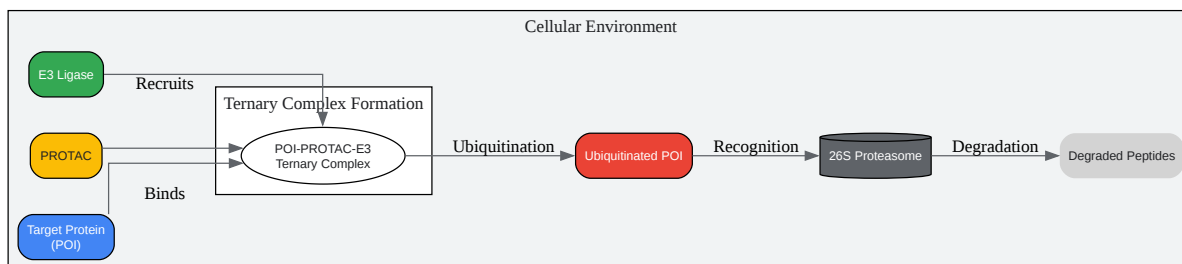 Cellular Environment
E3 Ligase
Recruits
Ternary Complex Formation
PROTAC
POI-PROTAC-E3
Ternary Complex
Ubiquitination
Ubiquitinated POI
Recognition
26S Proteasome
Degradation
Degraded Peptides
Binds
Target Protein
(POI)